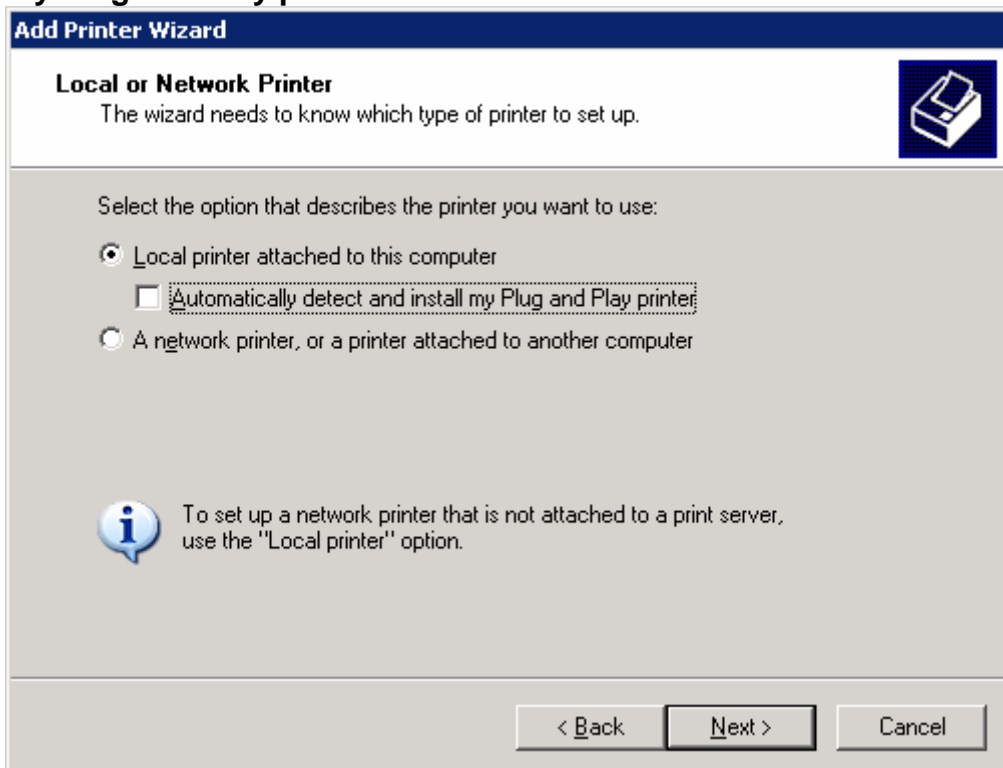 Add Printer Wizard
Local or Network Printer
The wizard needs to know which type of printer to set up.
Select the option that describes the printer you want to use:
Local printer attached to this computer
Automatically detect and install my Plug and Play printer
A network printer, or a printer attached to another computer
To set up a network printer that is not attached to a print server,
use the "Local printer" option.
< Back
Next >
Cancel